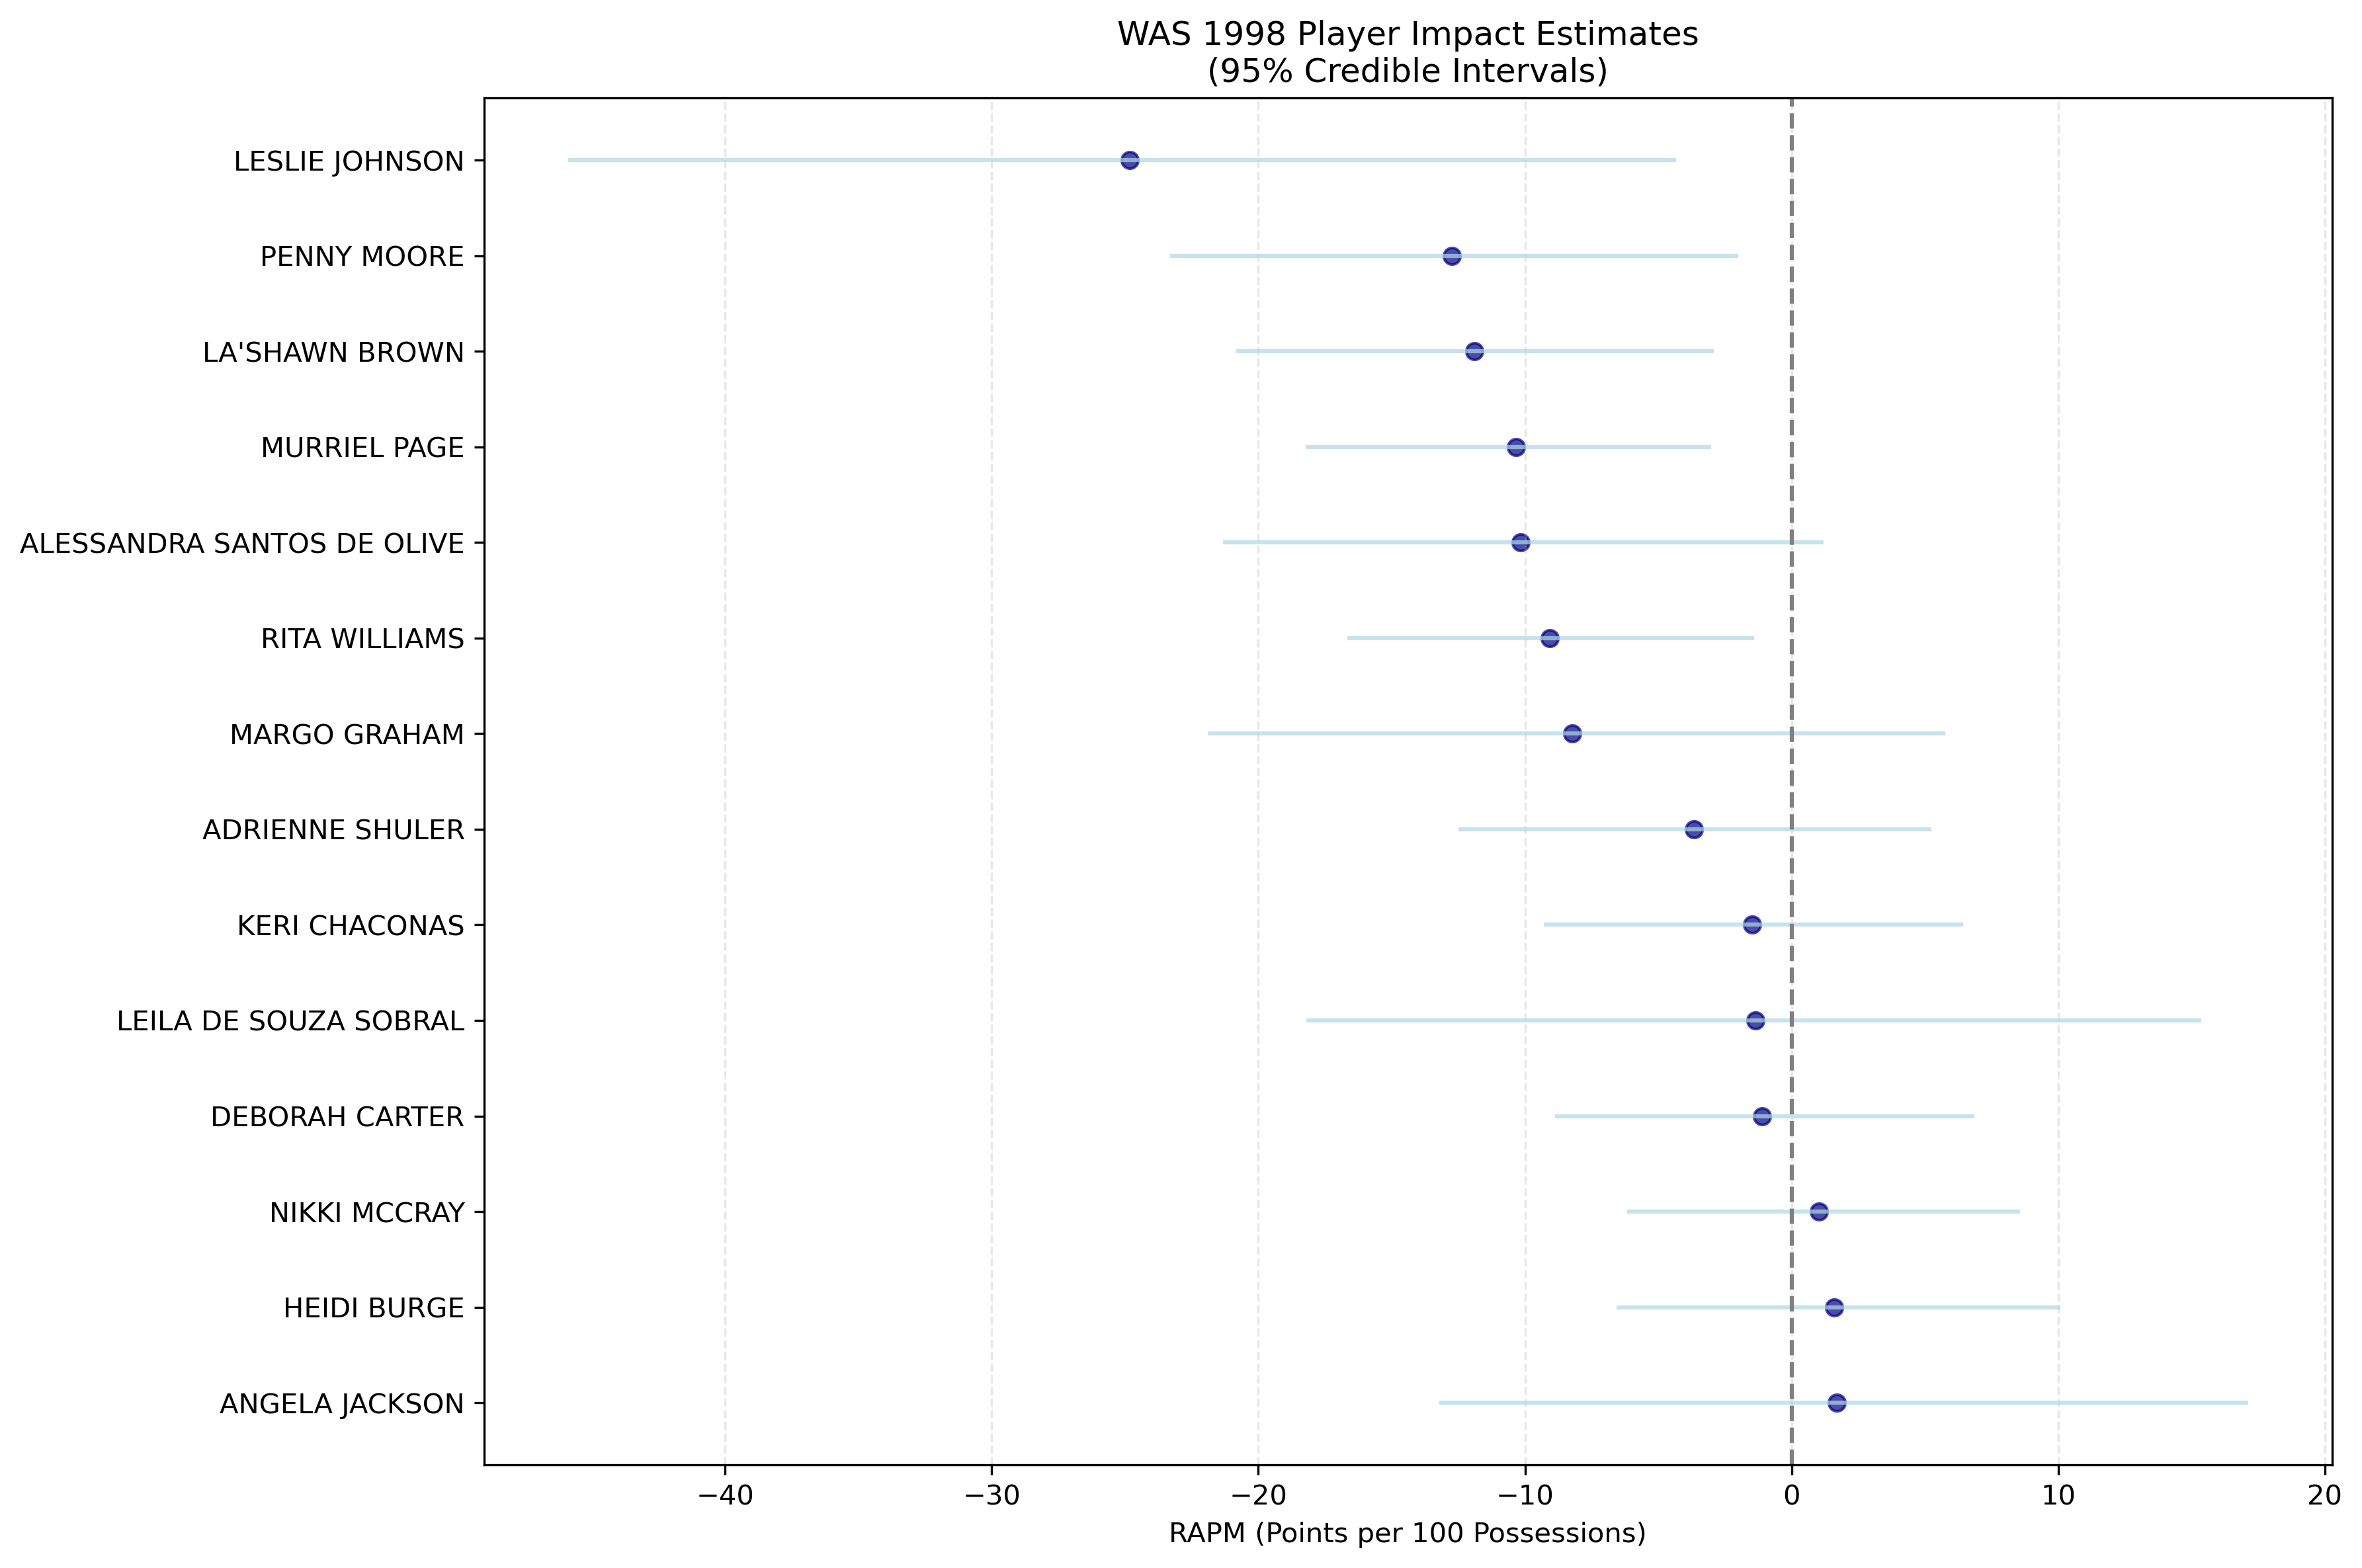 WAS 1998 Player Impact Estimates
(95% Credible Intervals)
LESLIE JOHNSON
PENNY MOORE
LA'SHAWN BROWN
MURRIEL PAGE
ALESSANDRA SANTOS DE OLIVE
RITA WILLIAMS
MARGO GRAHAM
ADRIENNE SHULER
KERI CHACONAS
LEILA DE SOUZA SOBRAL
DEBORAH CARTER
NIKKI MCCRAY
HEIDI BURGE
ANGELA JACKSON
−40 −30 −20 −10 0 10 20
RAPM (Points per 100 Possessions)